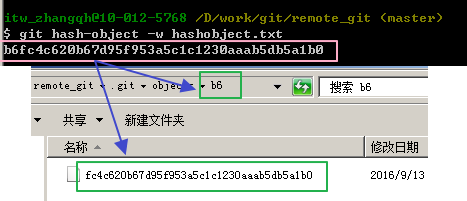 itw_zhangqh@10-012-5768 /D/work/git/remote_git (master)
$ git hash-object -w hashobject.txt
b6fc4c620b67d95f953a5c1c1230aaab5db5a1b0
remote_git ▾ .git ▾ objects ▾ b6 搜索 b6
共享 ▾ 新建文件夹
名称 修改日期
fc4c620b67d95f953a5c1c1230aaab5db5a1b0 2016/9/13